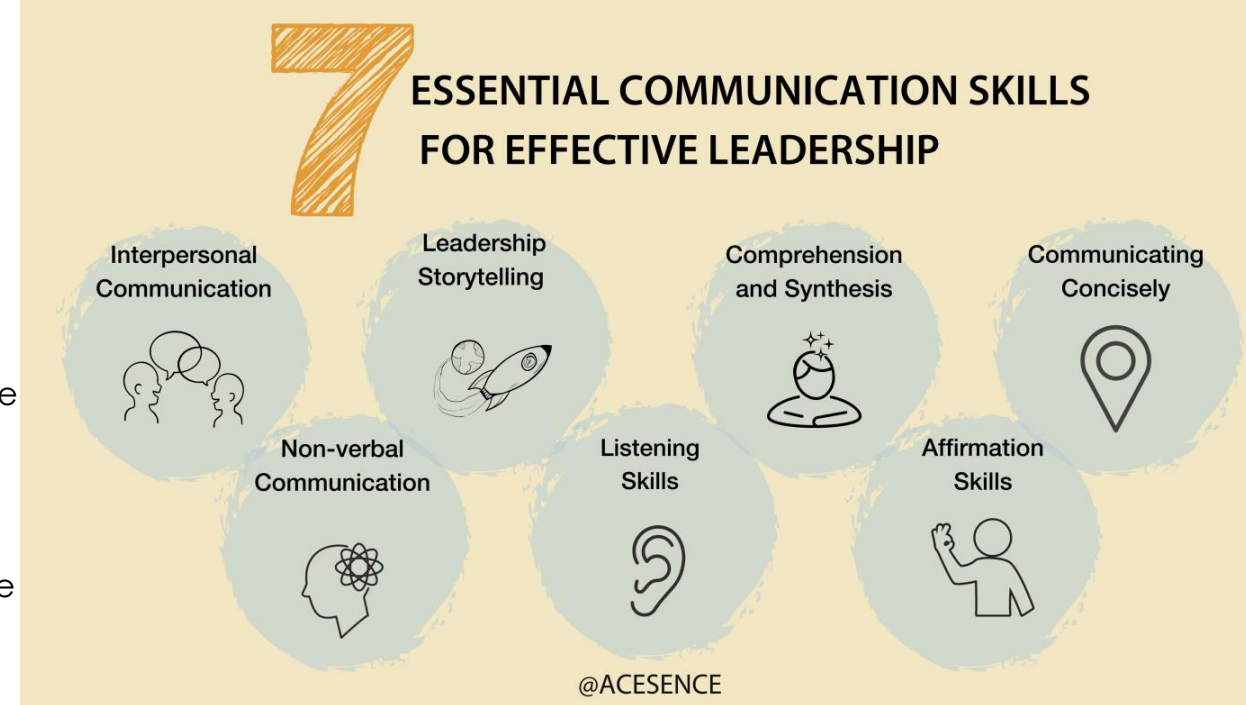 7
ESSENTIAL COMMUNICATION SKILLS
FOR EFFECTIVE LEADERSHIP
Interpersonal
Communication
Leadership
Storytelling
Comprehension
and Synthesis
Communicating
Concisely
e
Non-verbal
Communication
Listening
Skills
Affirmation
Skills
e
@ACESENCE